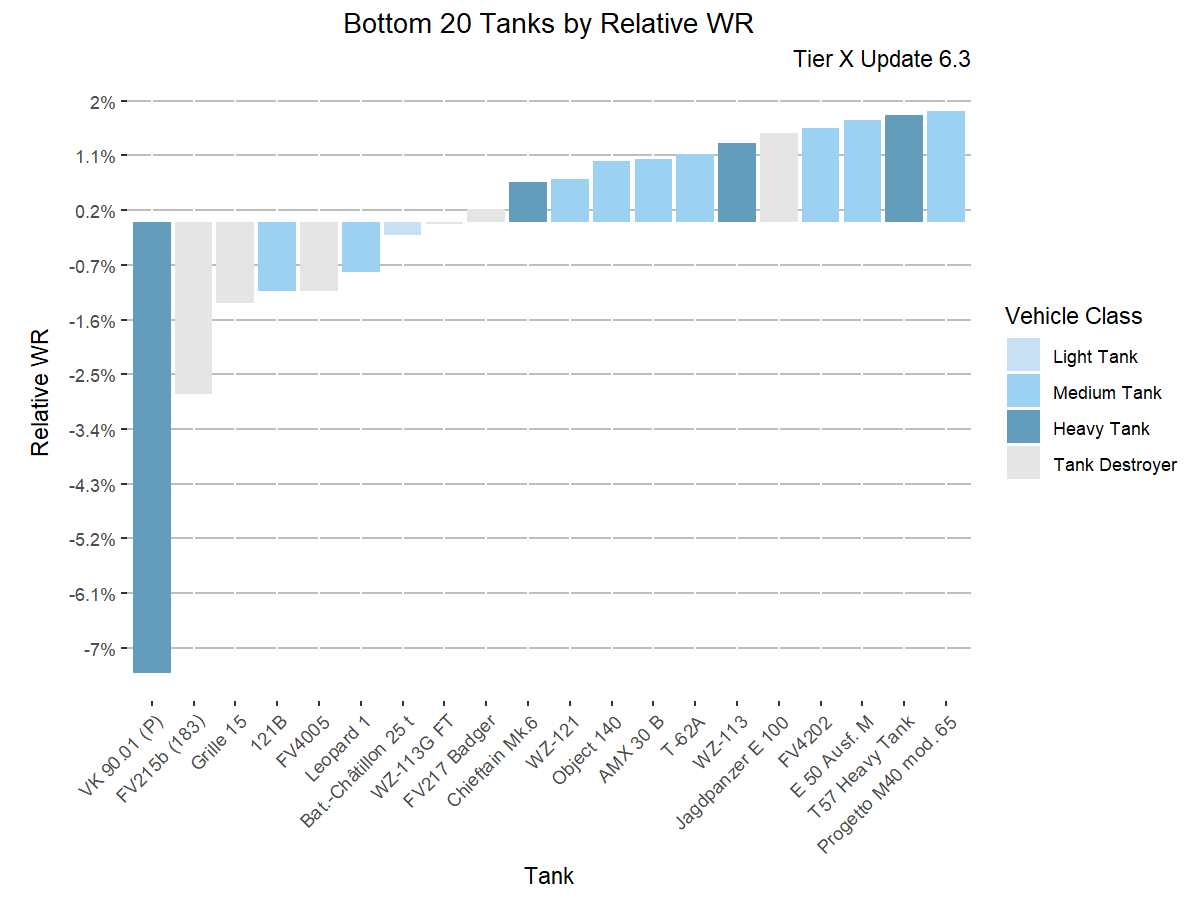 Bottom 20 Tanks by Relative WR
Tier X Update 6.3
2%
1.1%
0.2%
-0.7%
-1.6%
-2.5%
-3.4%
-4.3%
-5.2%
-6.1%
-7%
Relative WR
VK 90.01 (P)
FV215b (183)
Grille 15
121B
FV4005
Leopard 1
Bat.-Châtillon 25 t
WZ-113G FT
FV217 Badger
Chieftain Mk.6
WZ-121
Object 140
AMX 30 B
T-62A
WZ-113
Jagdpanzer E 100
FV4202
E 50 Ausf. M
T57 Heavy Tank
Progetto M40 mod. 65
Tank
Vehicle Class
Light Tank
Medium Tank
Heavy Tank
Tank Destroyer